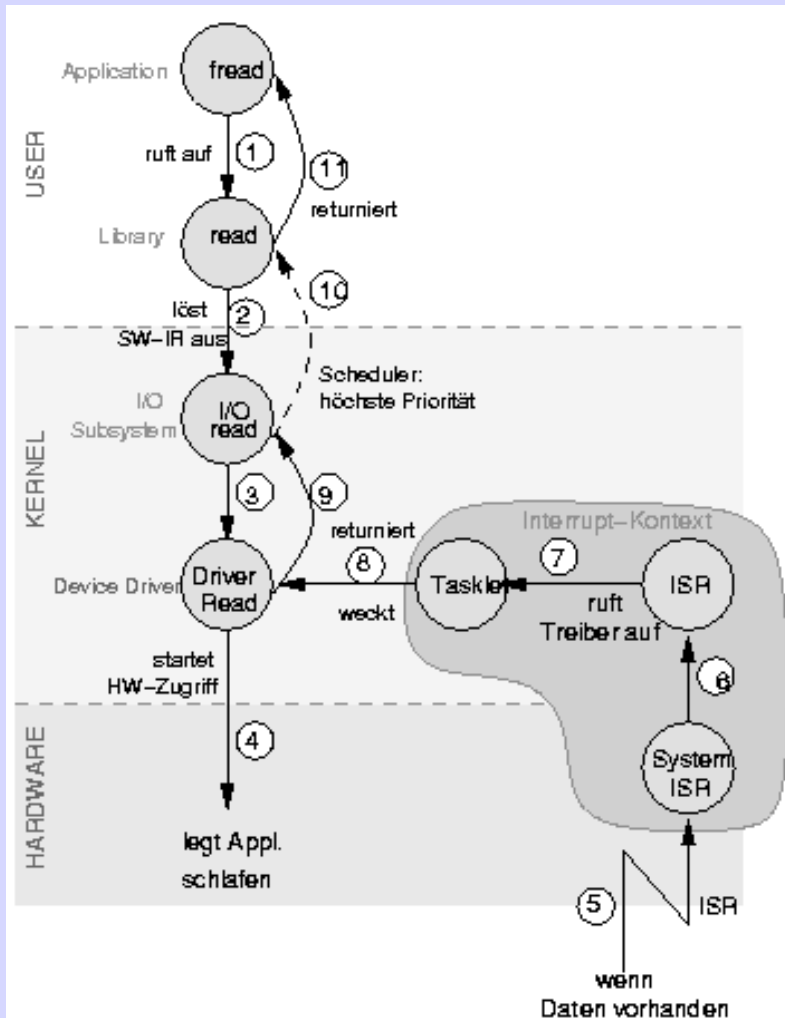 Application
fread
USER
ruft auf
1
11
returniert
Library
read
10
löst
2
SW-IR aus
Scheduler:
höchste Priorität
I/O
Subsystem
I/O
read
KERNEL
3
9
returniert
Interrupt-Kontext
Device Driver
Driver
Read
8
weckt
Tasklet
7
ruft
Treiber auf
ISR
startet
HW-Zugriff
6
System
ISR
HARDWARE
4
legt Appl.
schlafen
5
ISR
wenn
Daten vorhanden